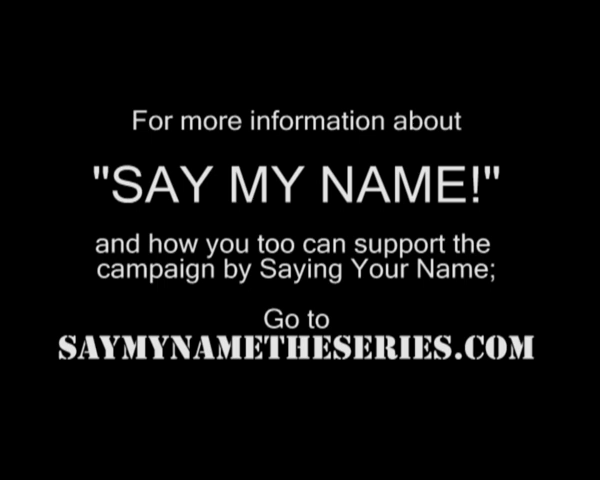 For more information about
"SAY MY NAME!"
and how you too can support the
campaign by Saying Your Name;
Go to
SAYMYNAMETHESERIES.COM